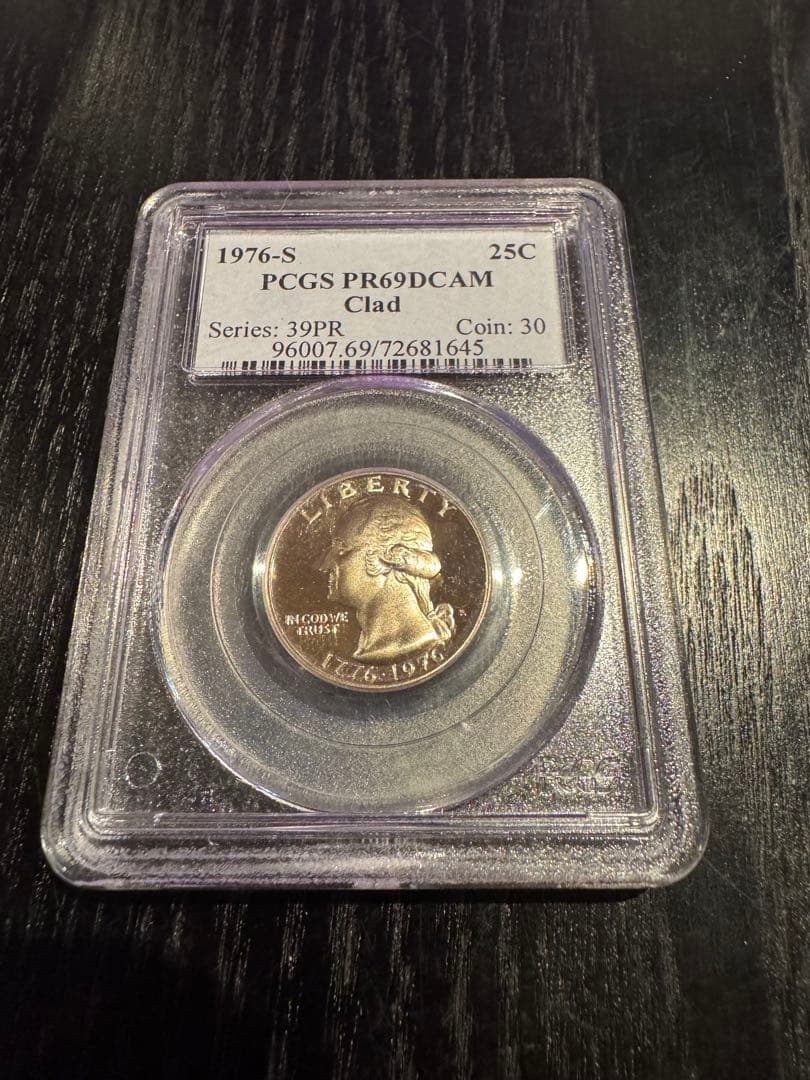 1976-S 25C
PCGS PR69DCAM
Clad
Series: 39PR Coin: 30
96007.69/72681645
LIBERTY
IN GOD WE
TRUST
1776·1976
PCGS